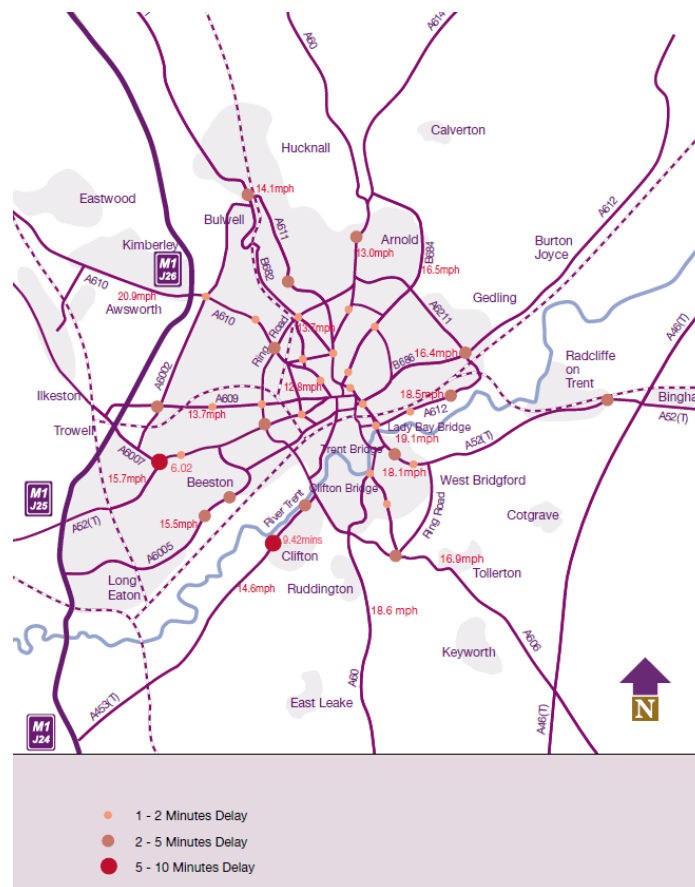 A60
A614
Calverton
Hucknall
Eastwood
14.1mph
A612
Bulwell
A611
Arnold
Kimberley
13.0mph
B684
Burton
Joyce
M1
J26
B682
16.5mph
A610
20.9mph
Gedling
Awsworth
A610
A6211
A46(T)
Ring Road
13.7mph
16.4mph
Radcliffe
on
Trent
B686
A6002
Ilkeston
12.8mph
18.5mph
Bingha
A609
13.7mph
A612
A52(T)
Trowell
Lady Bay Bridge
19.1mph
A52(T)
A6007
Trent Bridge
6.02
18.1mph
15.7mph
Beeston
Clifton Bridge
West Bridgford
M1
J25
River Trent
Ring Road
15.5mph
Cotgrave
A52(T)
9.42mins
A6005
Clifton
16.9mph
Long
Eaton
14.6mph
Ruddington
Tollerton
18.6 mph
A606
Keyworth
A60
East Leake
A453(T)
N
A46(T)
M1
J24
1 - 2 Minutes Delay
2 - 5 Minutes Delay
5 - 10 Minutes Delay